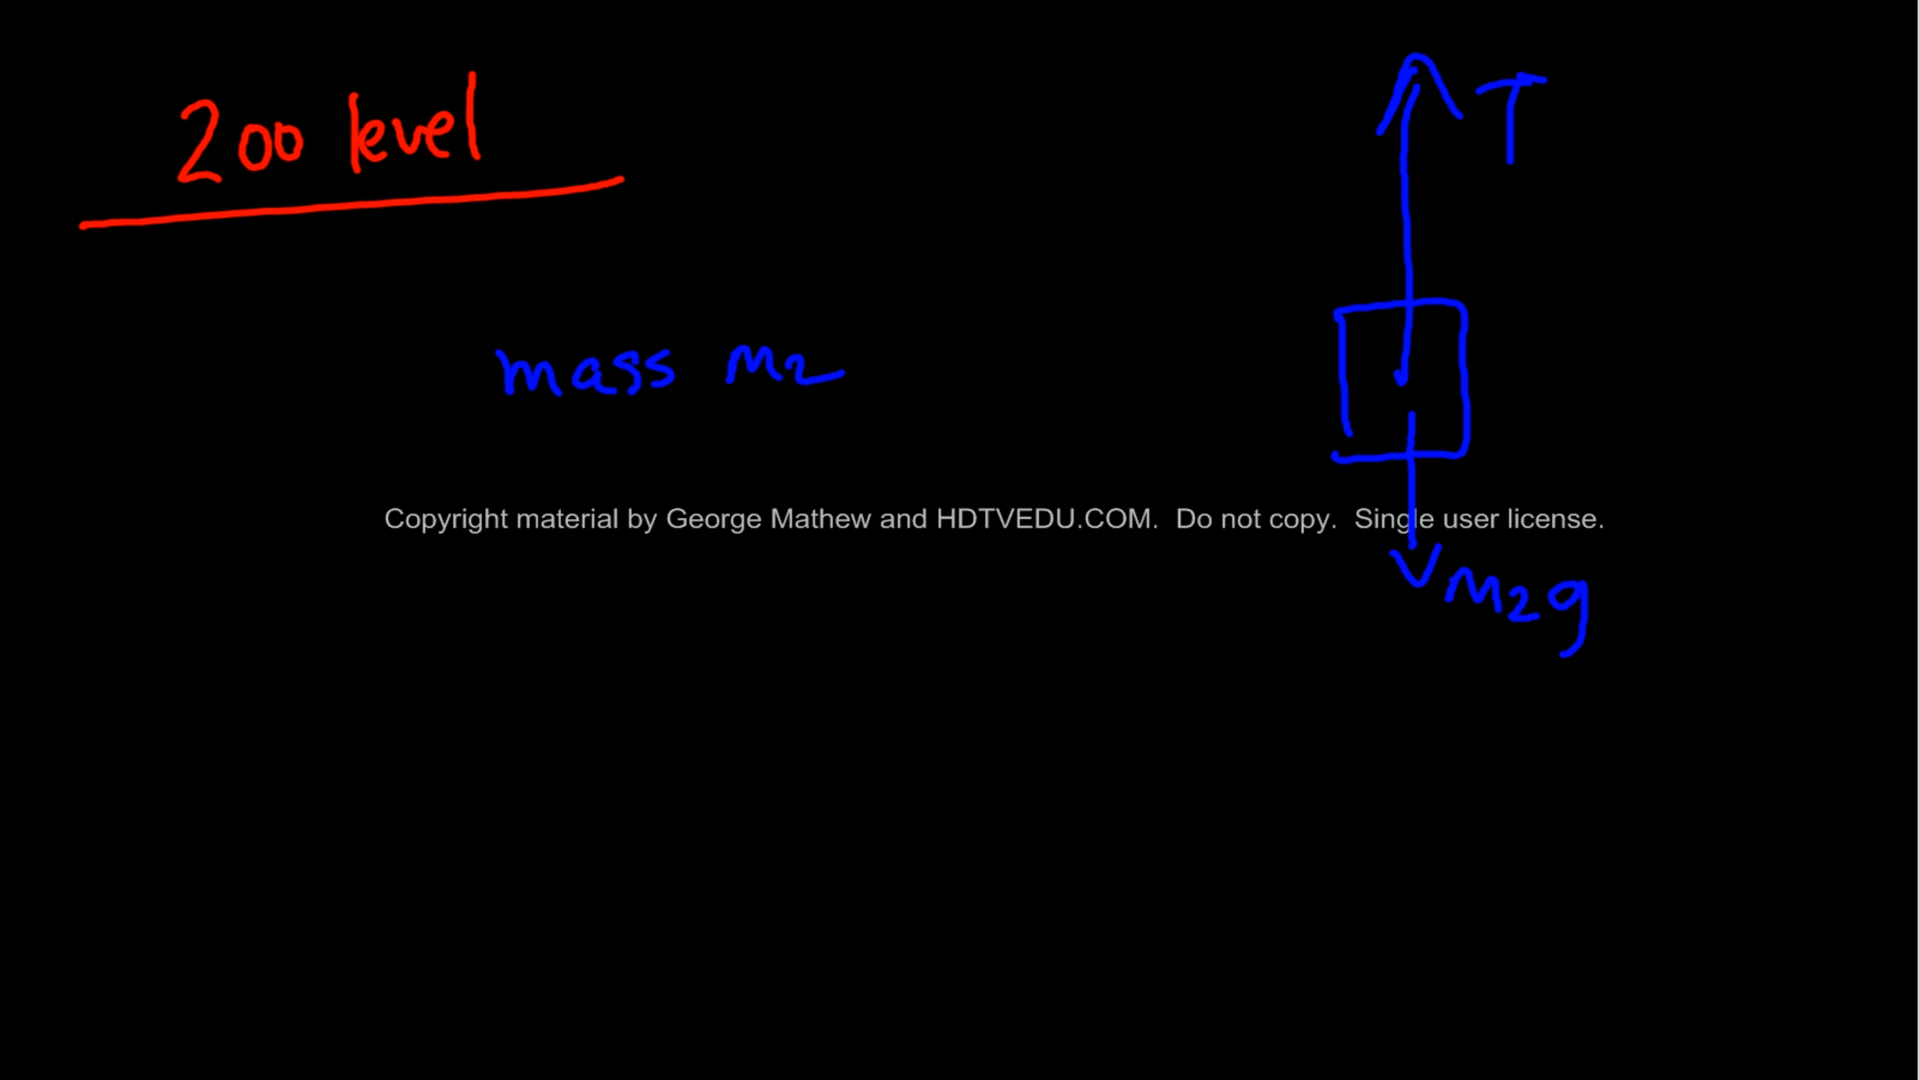 200 level
T
mass m2
Copyright material by George Mathew and HDTVEDU.COM. Do not copy. Single user license.
m2g